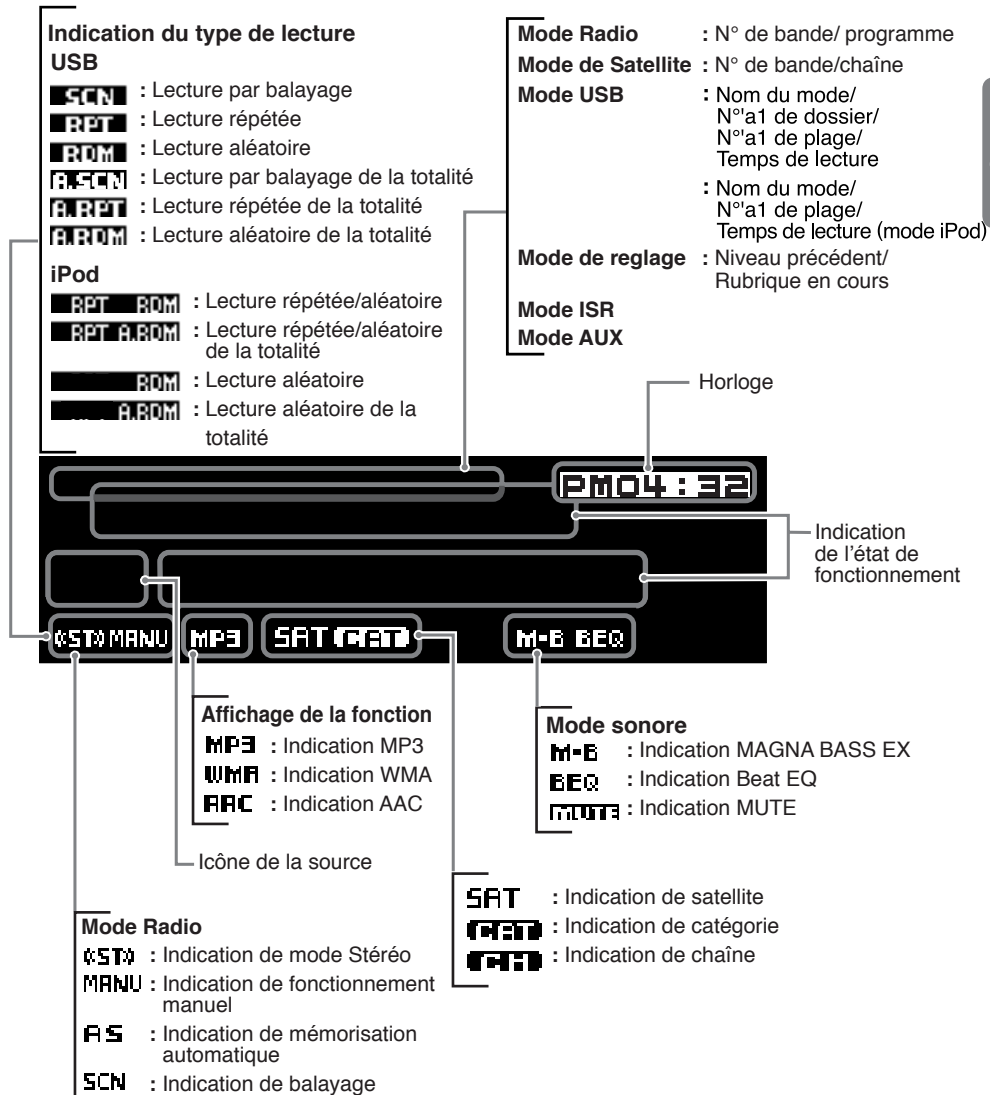 Indication du type de lecture
USB
SCN : Lecture par balayage
RPT : Lecture répétée
RDM : Lecture aléatoire
A.SCN : Lecture par balayage de la totalité
A.RPT : Lecture répétée de la totalité
A.RDM : Lecture aléatoire de la totalité
iPod
RPT RDM : Lecture répétée/aléatoire
RPT A.RDM : Lecture répétée/aléatoire
de la totalité
RDM : Lecture aléatoire
A.RDM : Lecture aléatoire de la
totalité
Mode Radio : N° de bande/ programme
Mode de Satellite : N° de bande/chaîne
Mode USB : Nom du mode/
N°'a1 de dossier/
N°'a1 de plage/
Temps de lecture
: Nom du mode/
N°'a1 de plage/
Temps de lecture (mode iPod)
Mode de reglage : Niveau précédent/
Rubrique en cours
Mode ISR
Mode AUX
Horloge
PM04:32
Indication
de l'état de
fonctionnement
((ST)) MANU MP3 SAT CAT M-B BEQ
Affichage de la fonction
MP3 : Indication MP3
WMA : Indication WMA
AAC : Indication AAC
Mode sonore
M-B : Indication MAGNA BASS EX
BEQ : Indication Beat EQ
MUTE : Indication MUTE
Icône de la source
SAT : Indication de satellite
CAT : Indication de catégorie
CH : Indication de chaîne
Mode Radio
((ST)) : Indication de mode Stéréo
MANU : Indication de fonctionnement
manuel
AS : Indication de mémorisation
automatique
SCN : Indication de balayage